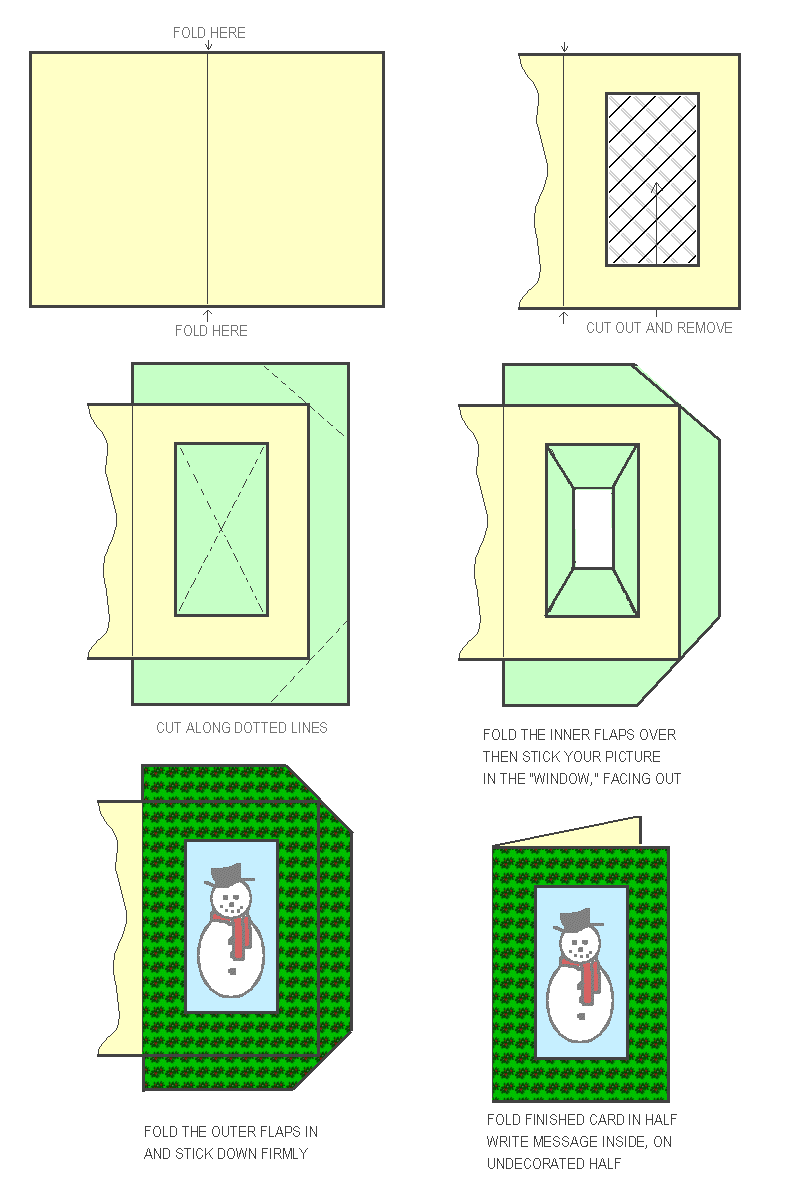 FOLD HERE
FOLD HERE
CUT OUT AND REMOVE
CUT ALONG DOTTED LINES
FOLD THE INNER FLAPS OVER
THEN STICK YOUR PICTURE
IN THE "WINDOW," FACING OUT
FOLD THE OUTER FLAPS IN
AND STICK DOWN FIRMLY
FOLD FINISHED CARD IN HALF
WRITE MESSAGE INSIDE, ON
UNDECORATED HALF